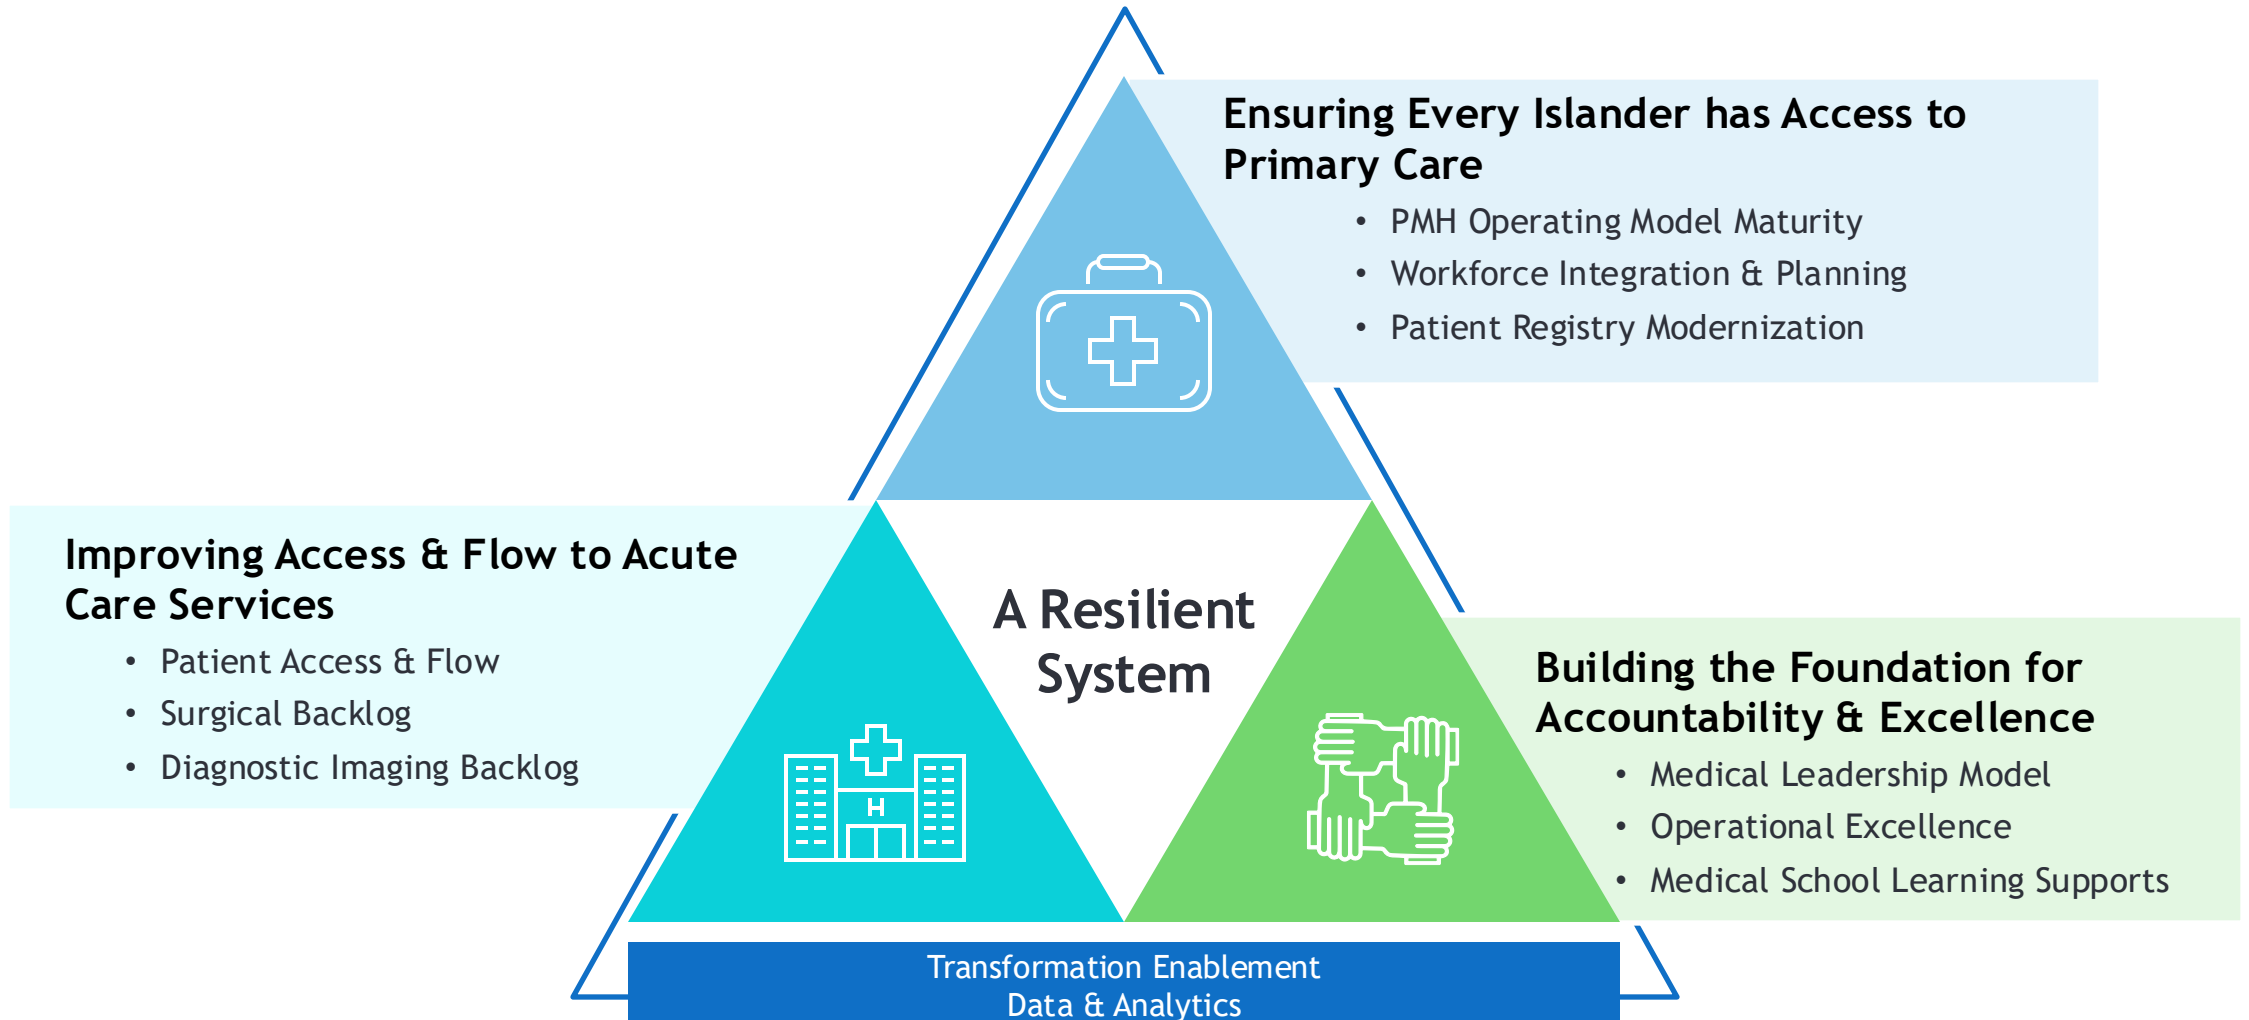 Ensuring Every Islander has Access to
Primary Care
• PMH Operating Model Maturity
• Workforce Integration & Planning
• Patient Registry Modernization
Improving Access & Flow to Acute
Care Services
• Patient Access & Flow
• Surgical Backlog
• Diagnostic Imaging Backlog
A Resilient
System
H
Building the Foundation for
Accountability & Excellence
• Medical Leadership Model
• Operational Excellence
• Medical School Learning Supports
Transformation Enablement
Data & Analytics